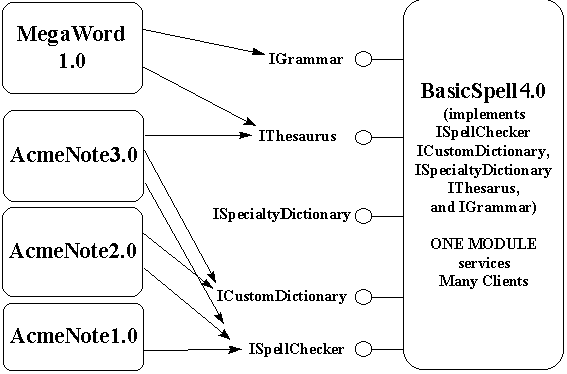 MegaWord
1.0
AcmeNote3.0
AcmeNote2.0
AcmeNote1.0
IGrammar
IThesaurus
ISpecialtyDictionary
ICustomDictionary
ISpellChecker
BasicSpell4.0
(implements
ISpellChecker
ICustomDictionary,
ISpecialtyDictionary
IThesarus,
and IGrammar)
ONE MODULE
services
Many Clients